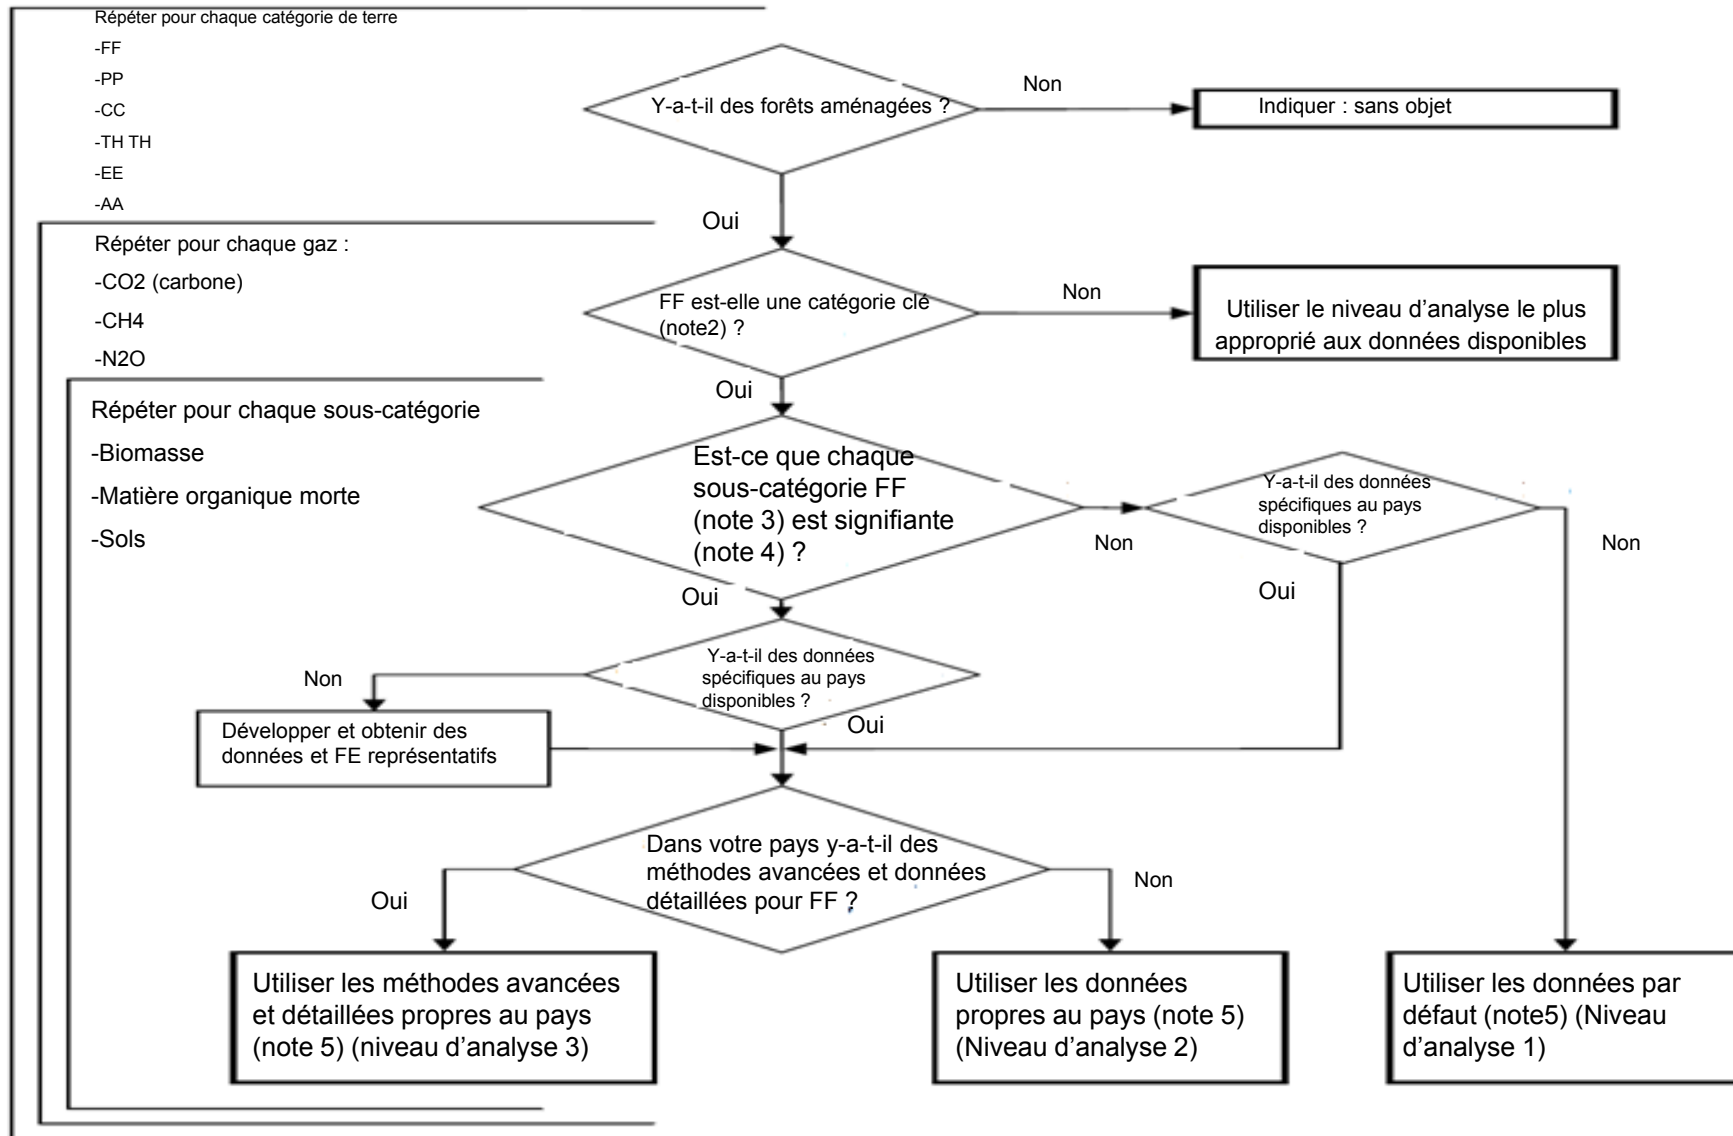 Répéter pour chaque catégorie de terre
-FF
-PP
-CC
-TH TH
-EE
-AA
Y-a-t-il des forêts aménagées ?
Non
Indiquer : sans objet
Oui
Répéter pour chaque gaz :
-CO2 (carbone)
-CH4
-N2O
FF est-elle une catégorie clé
(note2) ?
Non
Utiliser le niveau d'analyse le plus
approprié aux données disponibles
Oui
Répéter pour chaque sous-catégorie
-Biomasse
-Matière organique morte
-Sols
Est-ce que chaque
sous-catégorie FF
(note 3) est signifiante
(note 4) ?
Non
Y-a-t-il des données
spécifiques au pays
disponibles ?
Non
Oui
Oui
Y-a-t-il des données
spécifiques au pays
disponibles ?
Non
Oui
Développer et obtenir des
données et FE représentatifs
Dans votre pays y-a-t-il des
méthodes avancées et données
détaillées pour FF ?
Oui
Non
Utiliser les méthodes avancées
et détaillées propres au pays
(note 5) (niveau d'analyse 3)
Utiliser les données
propres au pays (note 5)
(Niveau d'analyse 2)
Utiliser les données par
défaut (note5) (Niveau
d'analyse 1)